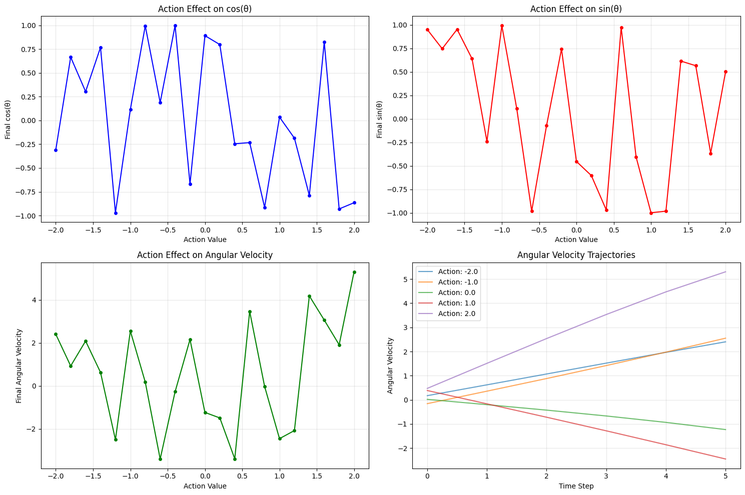 Action Effect on cos(θ)
Final cos(θ)
1.00
0.75
0.50
0.25
0.00
−0.25
−0.50
−0.75
−1.00
−2.0 −1.5 −1.0 −0.5 0.0 0.5 1.0 1.5 2.0
Action Value
Action Effect on sin(θ)
Final sin(θ)
1.00
0.75
0.50
0.25
0.00
−0.25
−0.50
−0.75
−1.00
−2.0 −1.5 −1.0 −0.5 0.0 0.5 1.0 1.5 2.0
Action Value
Action Effect on Angular Velocity
Final Angular Velocity
4
2
0
−2
−2.0 −1.5 −1.0 −0.5 0.0 0.5 1.0 1.5 2.0
Action Value
Angular Velocity Trajectories
Angular Velocity
5
4
3
2
1
0
−1
−2
Action: -2.0
Action: -1.0
Action: 0.0
Action: 1.0
Action: 2.0
0 1 2 3 4 5
Time Step